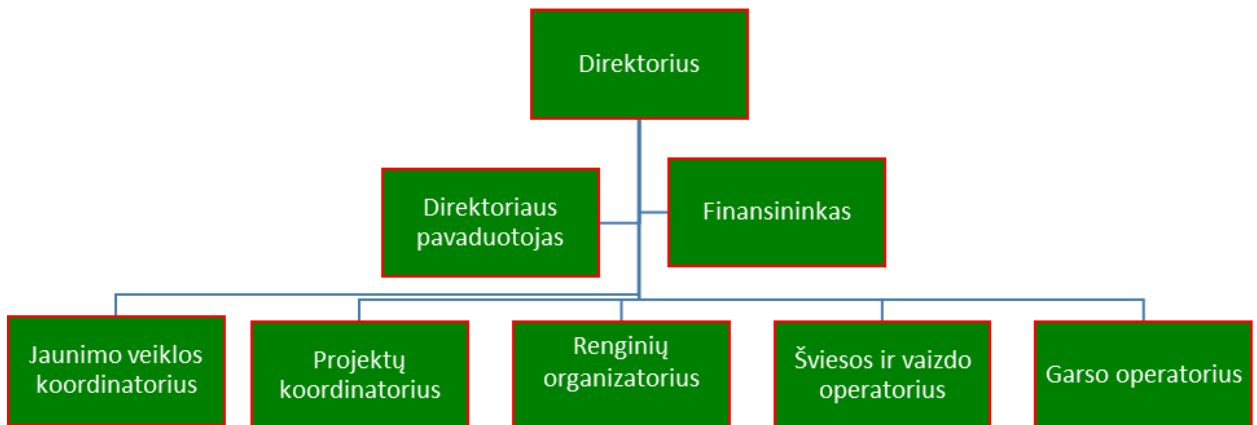 Direktorius
Direktoriaus
pavaduotojas
Finansininkas
Jaunimo veiklos
koordinatorius
Projektų
koordinatorius
Renginių
organizatorius
Šviesos ir vaizdo
operatorius
Garso operatorius